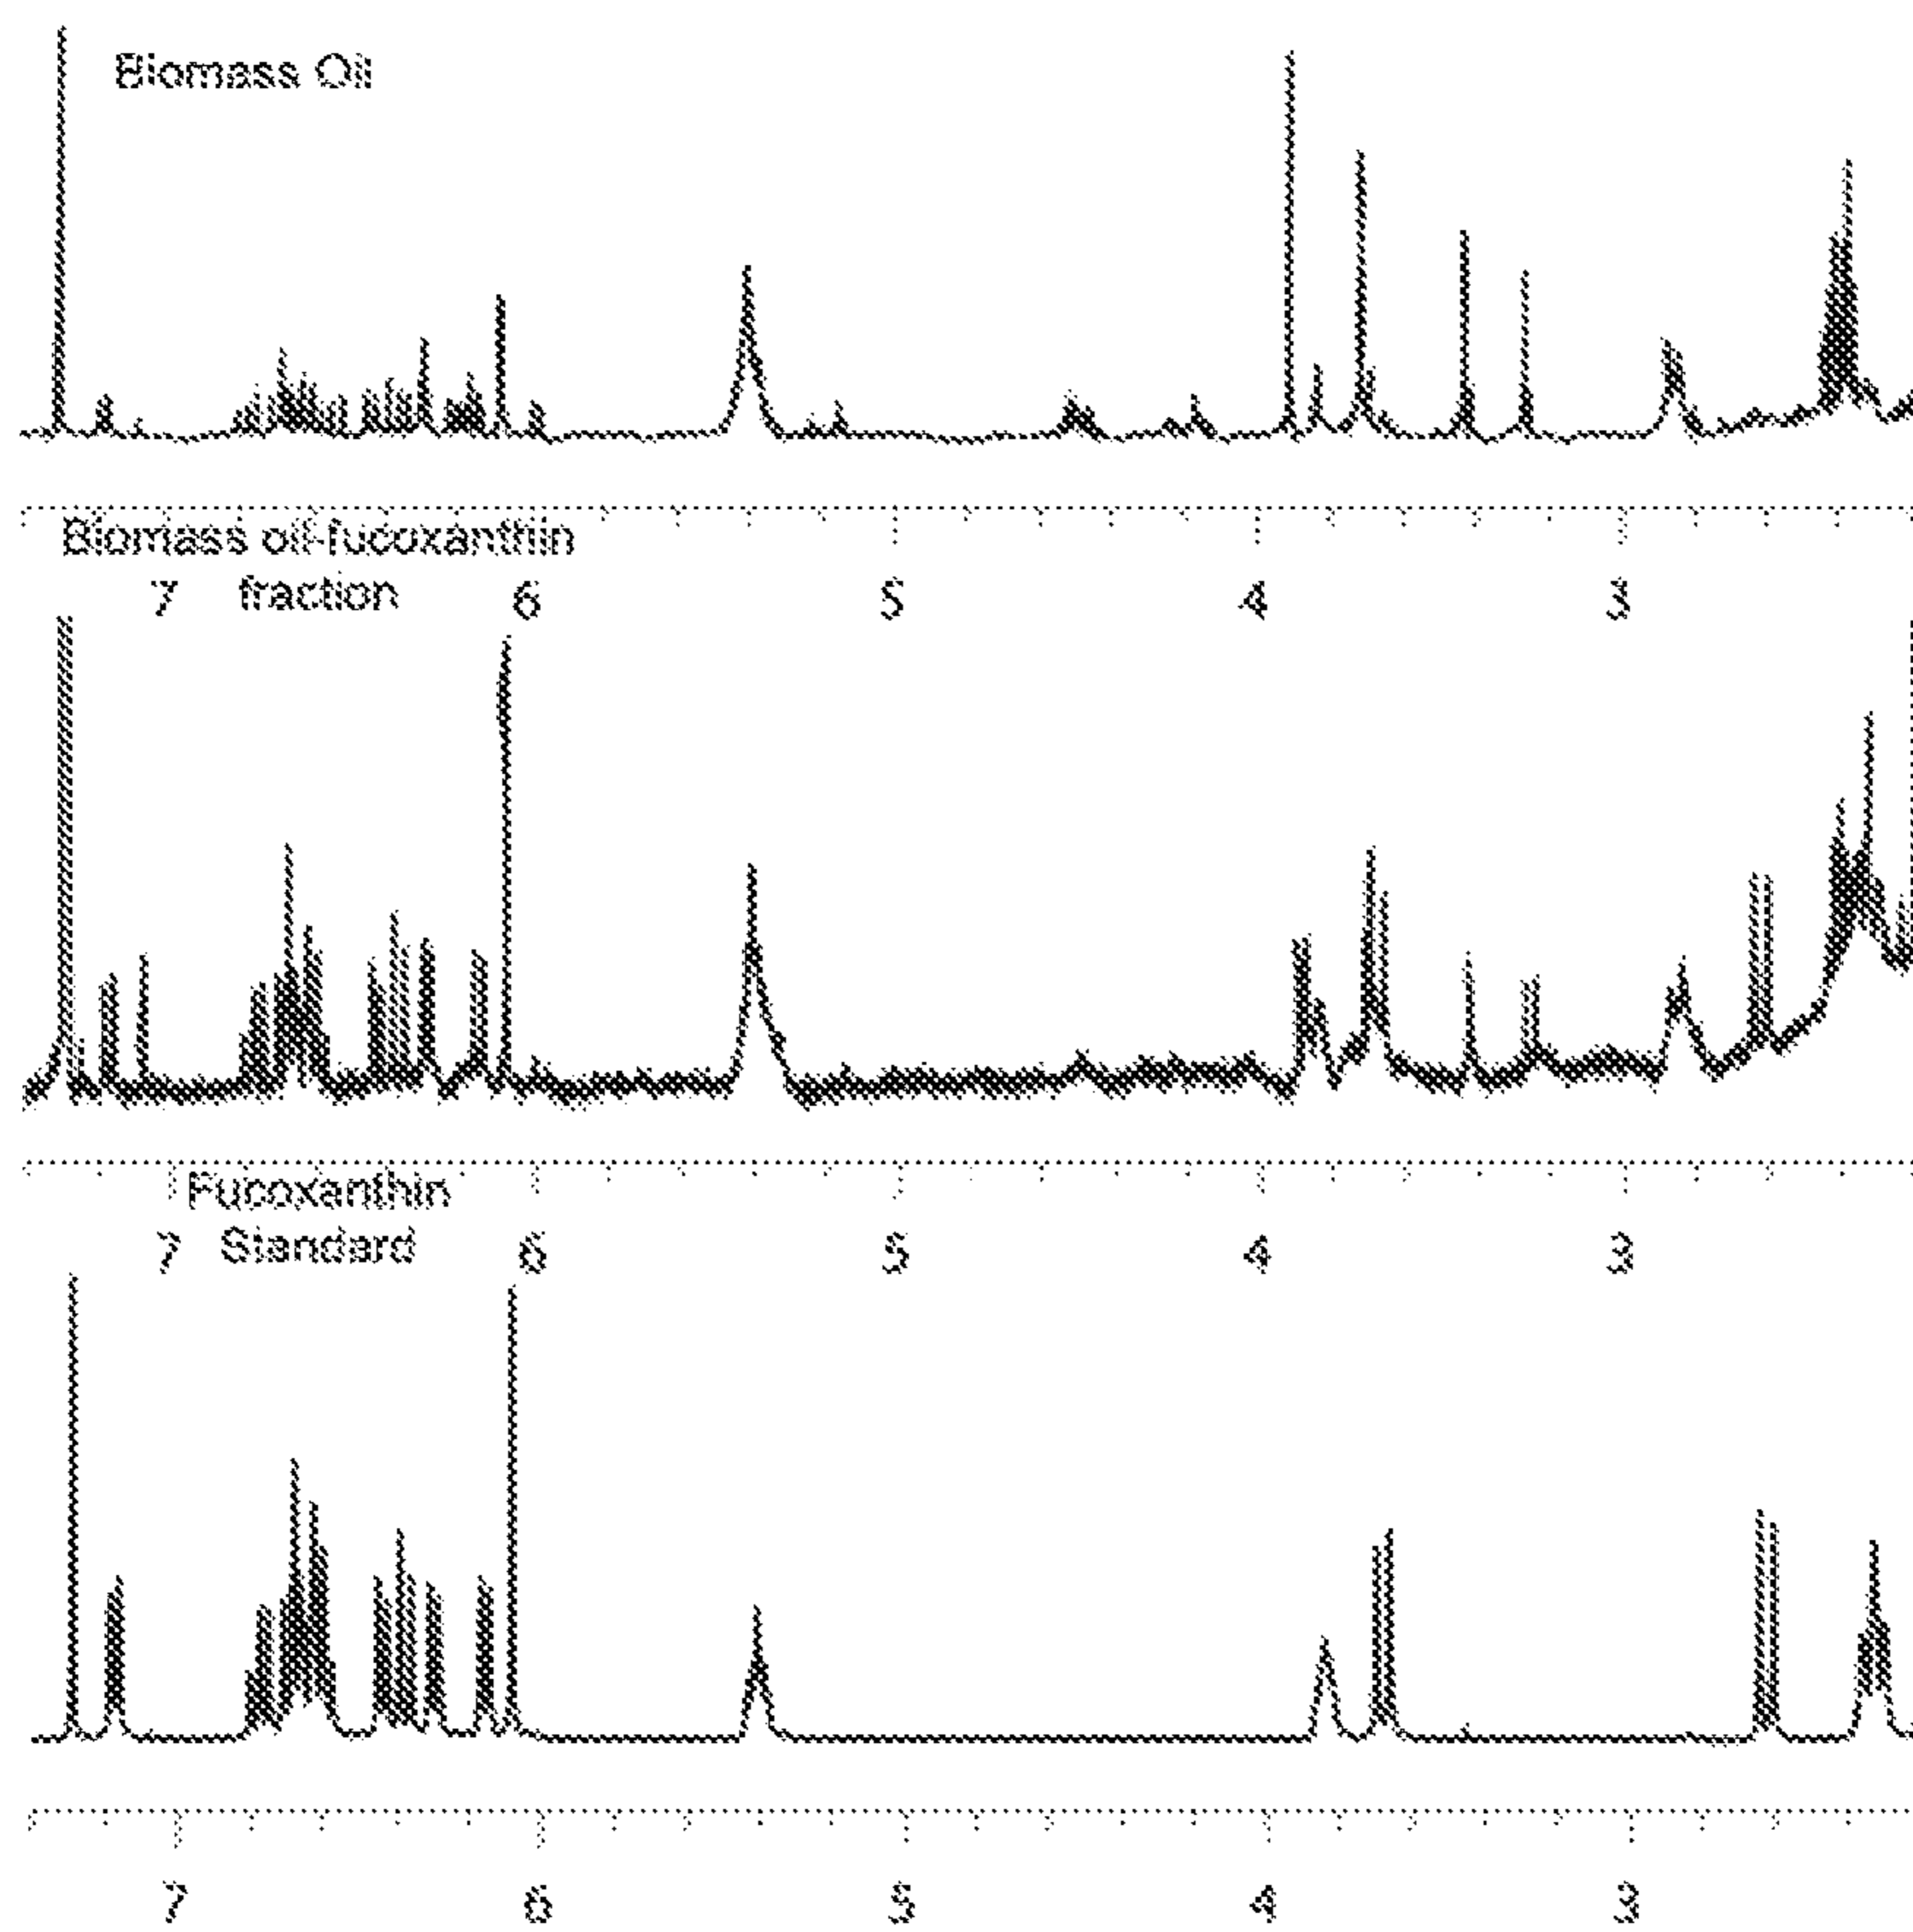 Biomass Oil
Biomass oil-fucoxanthin
7 fraction 6 5 4 3
Fucoxanthin
7 Standard 6 5 4 3
7 6 5 4 3